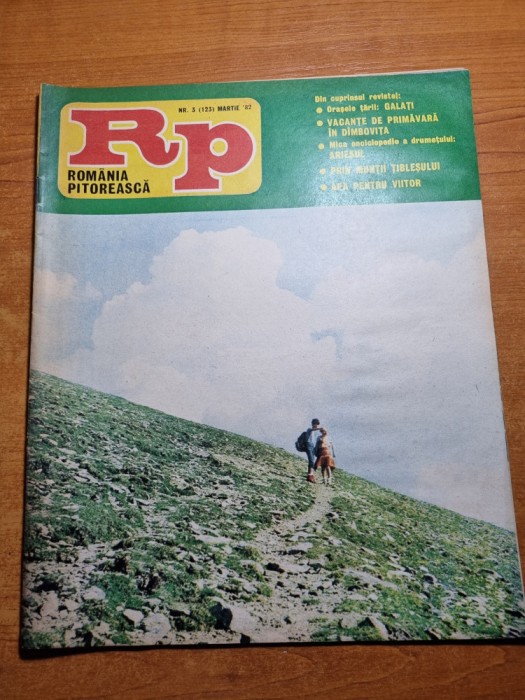 NR. 3 (123) MARTIE '82
Rp
ROMÂNIA
PITOREASCĂ
Din cuprinsul revistei:
● Orașele țării: GALAȚI
● VACANȚE DE PRIMĂVARĂ
ÎN DÎMBOVIȚA
● Mica enciclopedie a drumețului:
ARIEȘUL
● PRIN MUNȚII ȚIBLEȘULUI
● APA PENTRU VIITOR